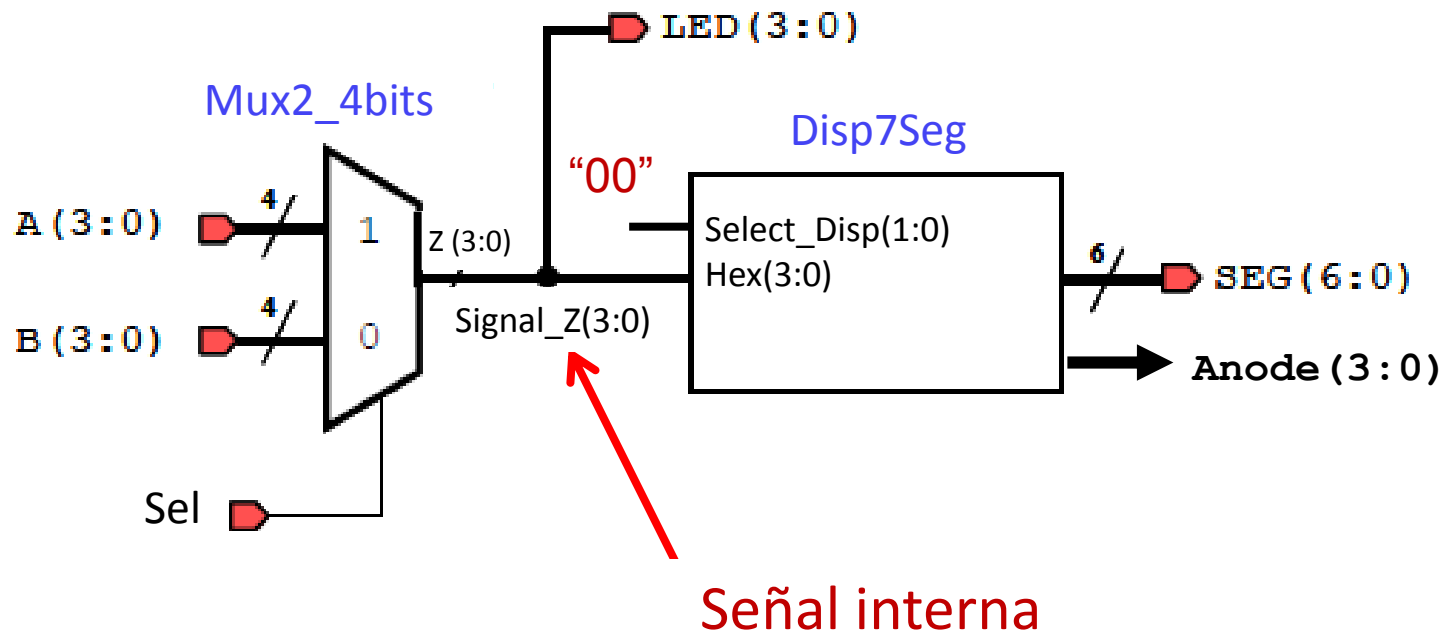 LED(3:0)
Mux2_4bits
Disp7Seg
“00”
A(3:0)
4
1
Z (3:0)
Select_Disp(1:0)
Hex(3:0)
6
SEG(6:0)
B(3:0)
4
0
Signal_Z(3:0)
Anode(3:0)
Sel
Señal interna